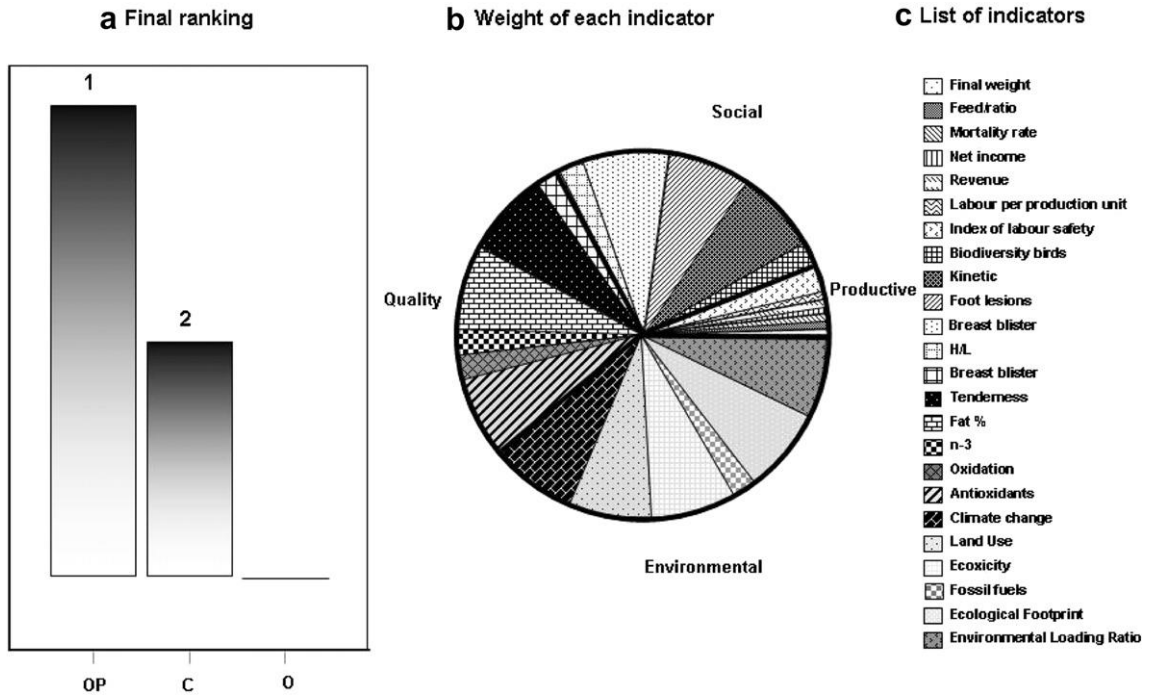 a Final ranking
1
2
OP
C
O
b Weight of each indicator
Social
Productive
Quality
Environmental
c List of indicators
Final weight
Feed/ratio
Mortality rate
Net income
Revenue
Labour per production unit
Index of labour safety
Biodiversity birds
Kinetic
Foot lesions
Breast blister
H/L
Breast blister
Tenderness
Fat %
n-3
Oxidation
Antioxidants
Climate change
Land Use
Ecoxicity
Fossil fuels
Ecological Footprint
Environmental Loading Ratio